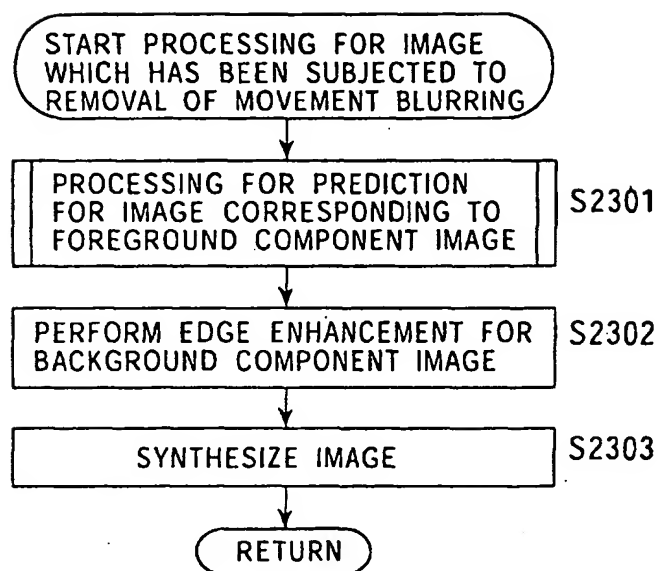 START PROCESSING FOR IMAGE
WHICH HAS BEEN SUBJECTED TO
REMOVAL OF MOVEMENT BLURRING
PROCESSING FOR PREDICTION
FOR IMAGE CORRESPONDING TO
FOREGROUND COMPONENT IMAGE
S2301
PERFORM EDGE ENHANCEMENT FOR
BACKGROUND COMPONENT IMAGE
S2302
SYNTHESIZE IMAGE
S2303
RETURN